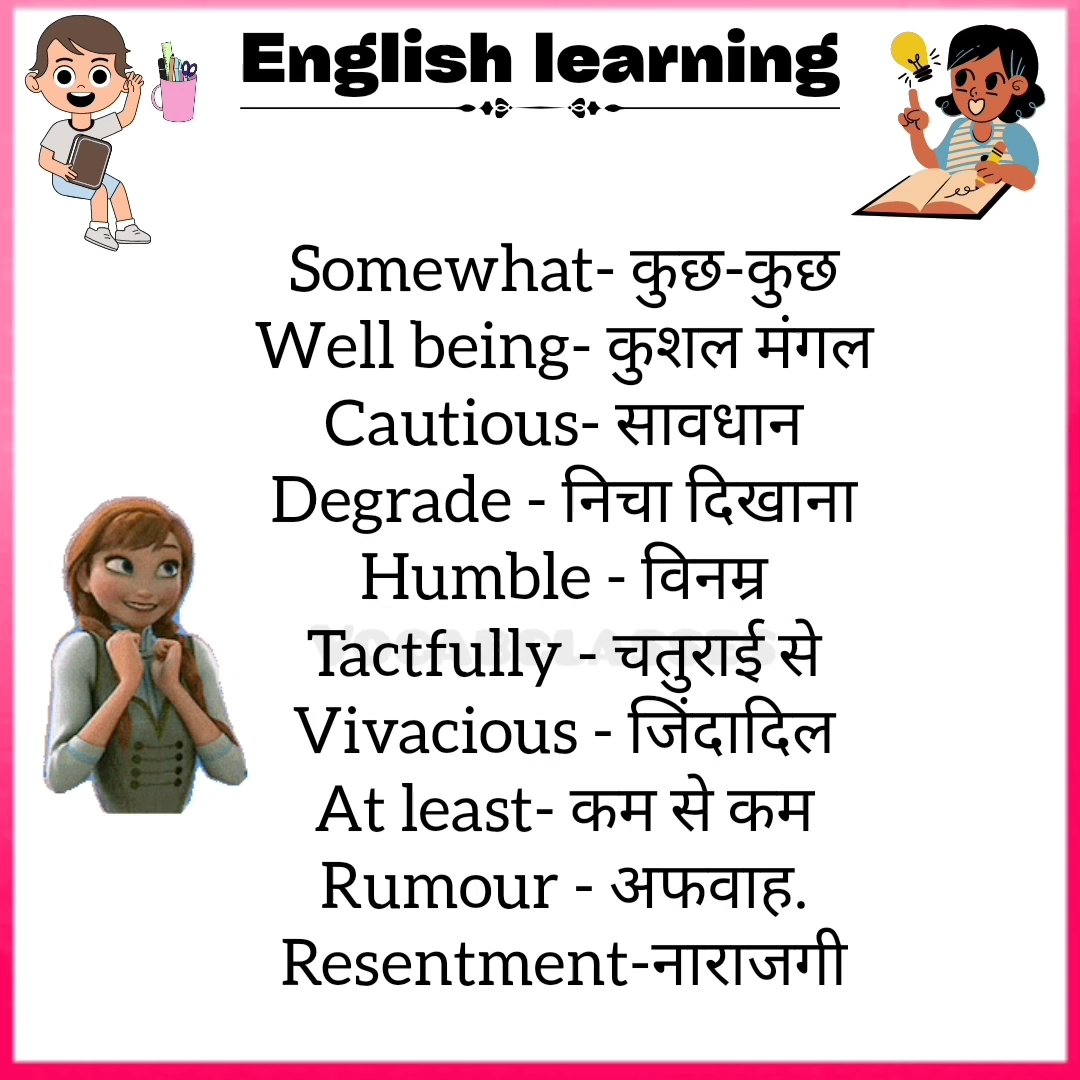 English learning
Somewhat- कुछ-कुछ
Well being- कुशल मंगल
Cautious- सावधान
Degrade - निचा दिखाना
Humble - विनम्र
Tactfully - चतुराई से
Vivacious - जिंदादिल
At least- कम से कम
Rumour - अफवाह.
Resentment-नाराजगी